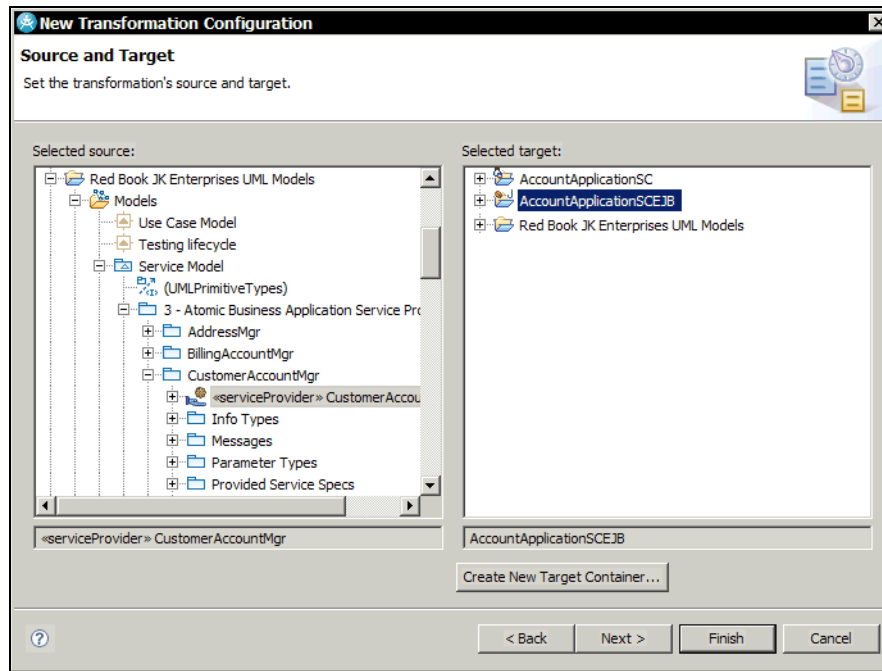 New Transformation Configuration
Source and Target
Set the transformation's source and target.
Selected source:
Red Book JK Enterprises UML Models
Models
Use Case Model
Testing lifecycle
Service Model
(UMLPrimitiveTypes)
3 - Atomic Business Application Service Pro
AddressMgr
BillingAccountMgr
CustomerAccountMgr
«serviceProvider» CustomerAccou
Info Types
Messages
Parameter Types
Provided Service Specs
«serviceProvider» CustomerAccountMgr
Selected target:
AccountApplicationSC
AccountApplicationSCEJB
Red Book JK Enterprises UML Models
AccountApplicationSCEJB
Create New Target Container...
< Back
Next >
Finish
Cancel